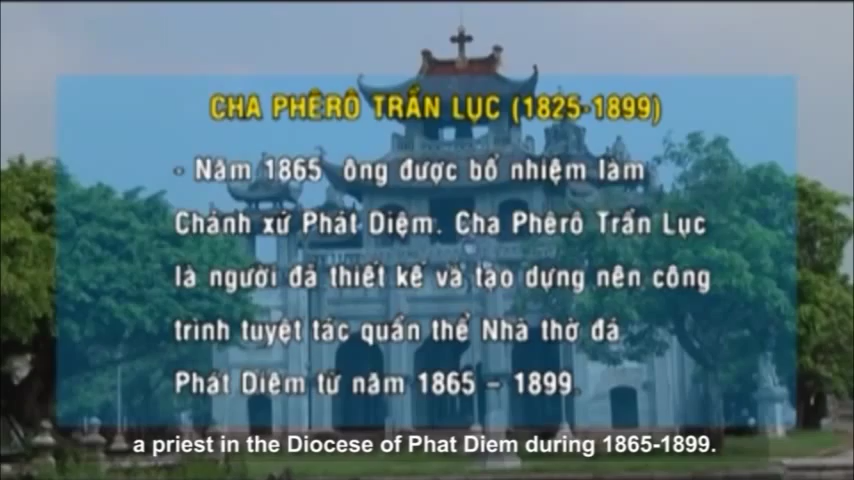 CHA PHÊRÔ TRẦN LỤC (1825-1899)
- Năm 1865 ông được bổ nhiệm làm
Chánh xứ Phát Diệm. Cha Phêrô Trần Lục
là người đã thiết kế và tạo dựng nên công
trình tuyệt tác quần thể Nhà thờ đá
Phát Diệm từ năm 1865 – 1899.
a priest in the Diocese of Phat Diem during 1865-1899.